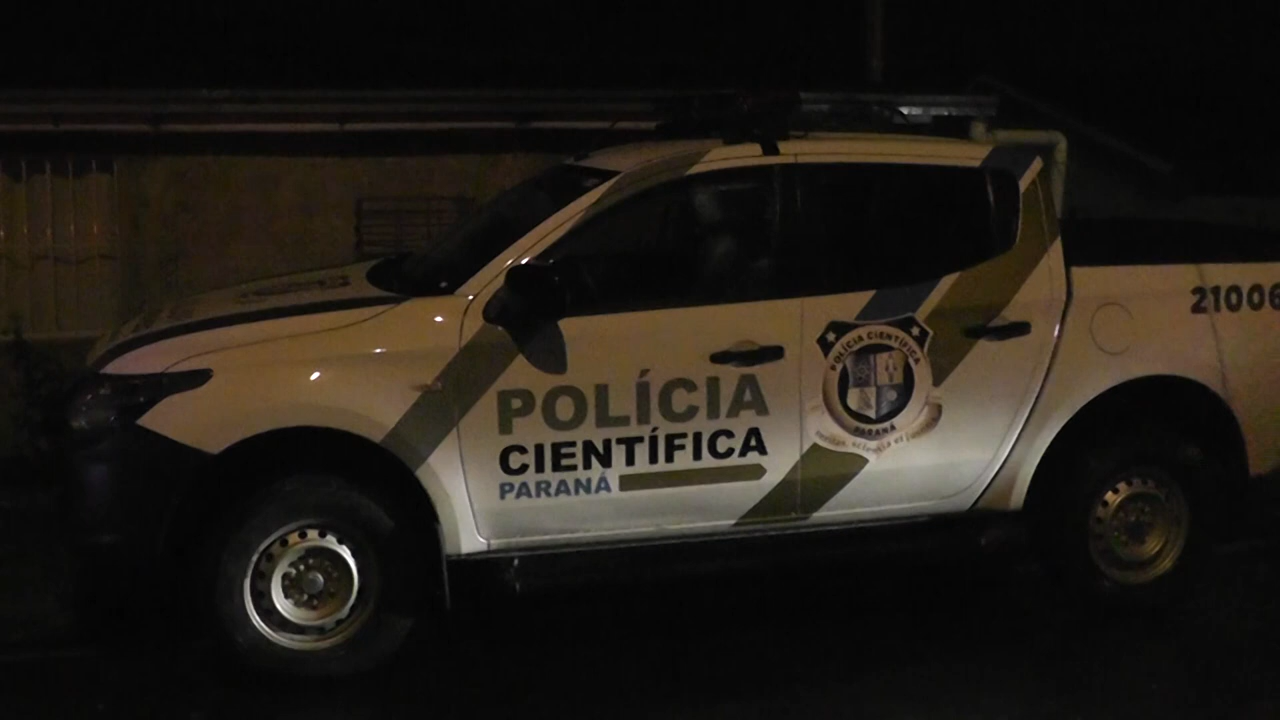 POLÍCIA
CIENTÍFICA
PARANÁ
POLÍCIA CIENTÍFICA
PARANÁ
21006